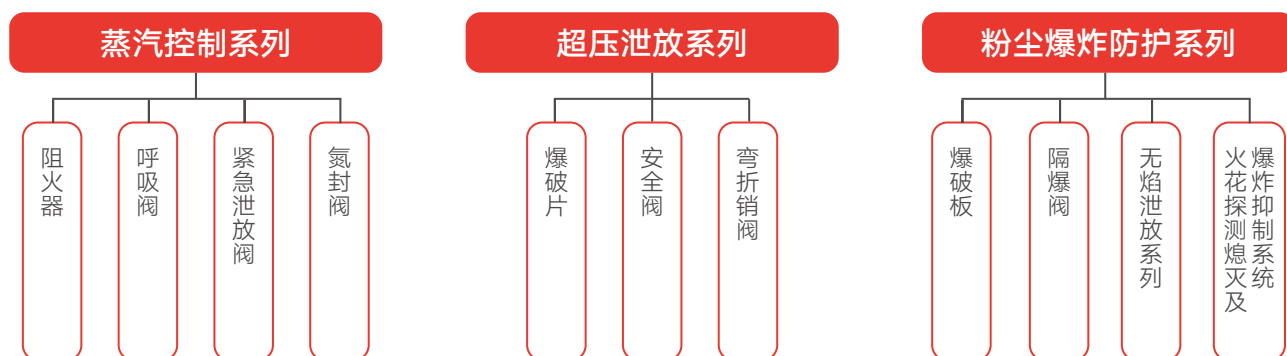 蒸汽控制系列
超压泄放系列
粉尘爆炸防护系列
阻火器
呼吸阀
紧急泄放阀
氮封阀
爆破片
安全阀
弯折销阀
爆破板
隔爆阀
无焰泄放系列
火花探测熄灭及
爆炸抑制系统